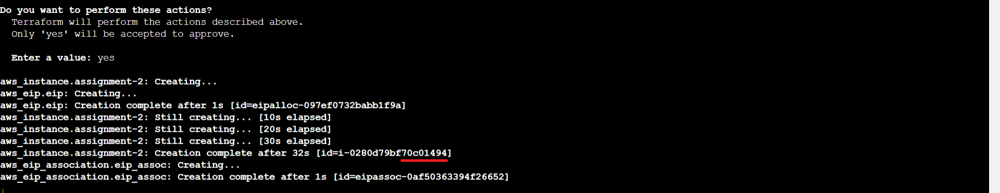 Do you want to perform these actions?
Terraform will perform the actions described above.
Only 'yes' will be accepted to approve.
Enter a value: yes
aws_instance.assignment-2: Creating...
aws_eip.eip: Creating...
aws_eip.eip: Creation complete after 1s [id=eipalloc-097ef0732babb1f9a]
aws_instance.assignment-2: Still creating... [10s elapsed]
aws_instance.assignment-2: Still creating... [20s elapsed]
aws_instance.assignment-2: Still creating... [30s elapsed]
aws_instance.assignment-2: Creation complete after 32s [id=i-0280d79bf70c01494]
aws_eip_association.eip_assoc: Creating...
aws_eip_association.eip_assoc: Creation complete after 1s [id=eipassoc-0af50363394f26652]